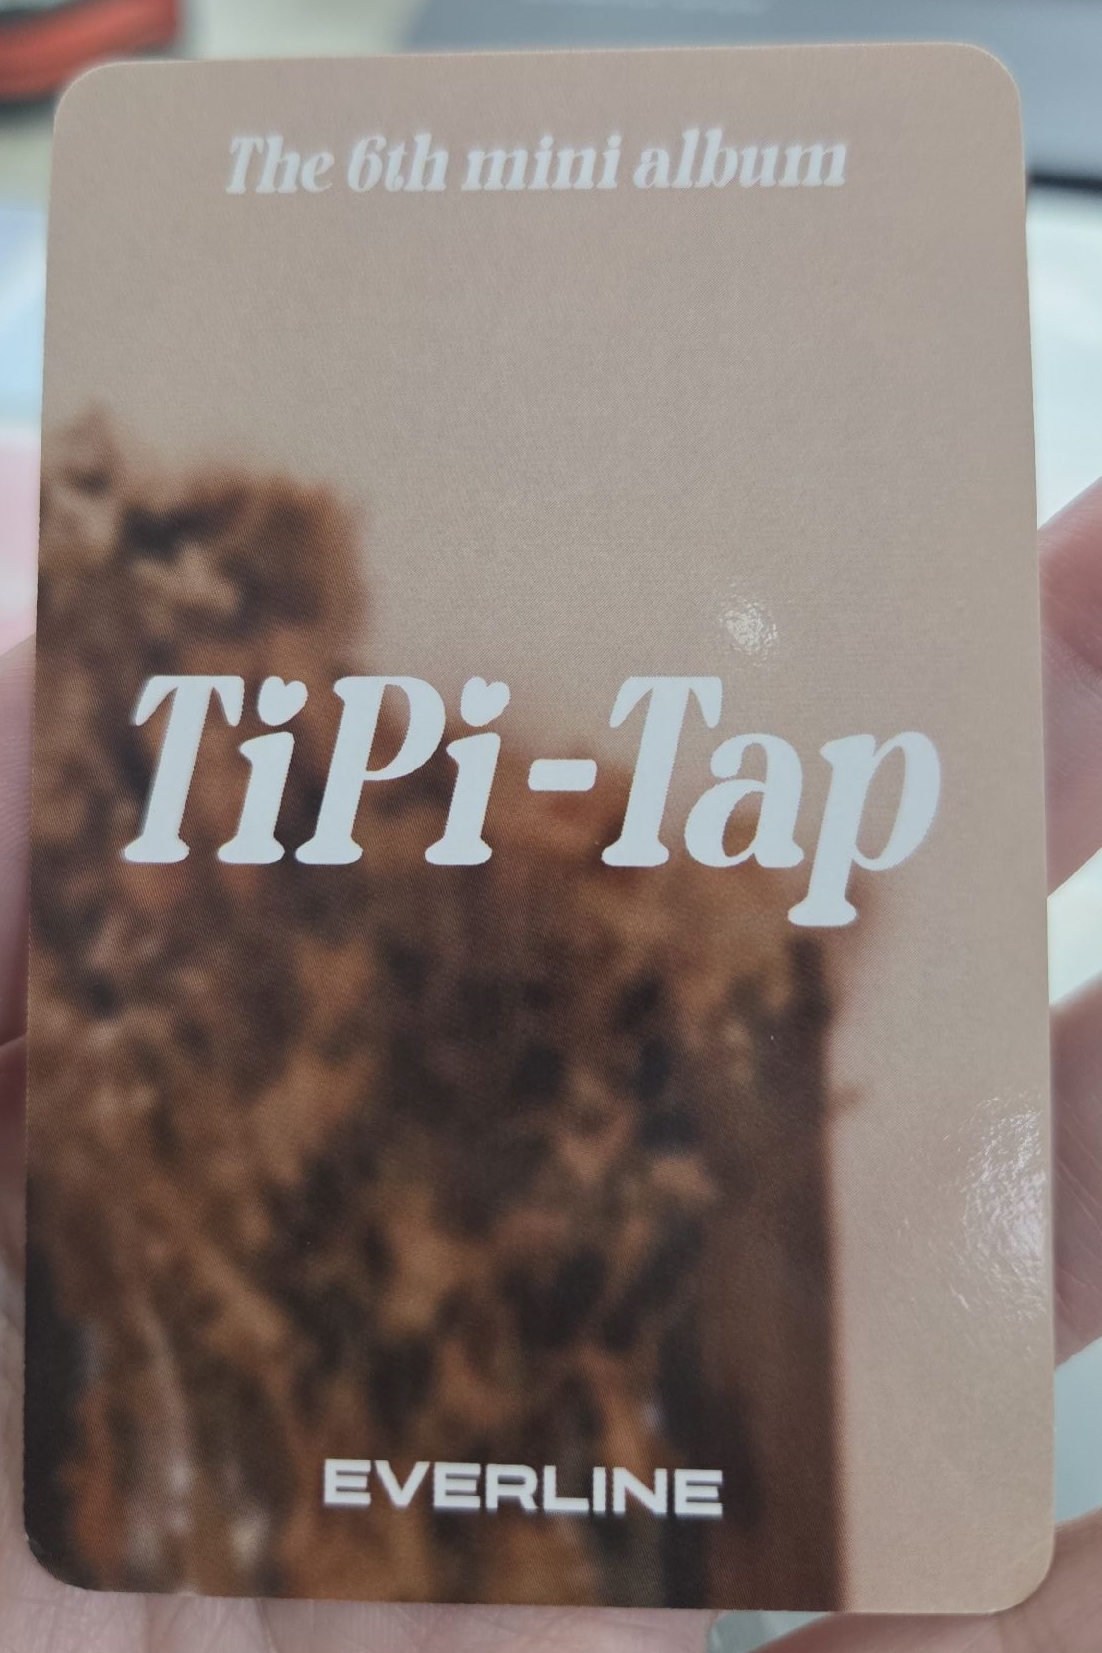 The 6th mini album
TiPi-Tap
EVERLINE